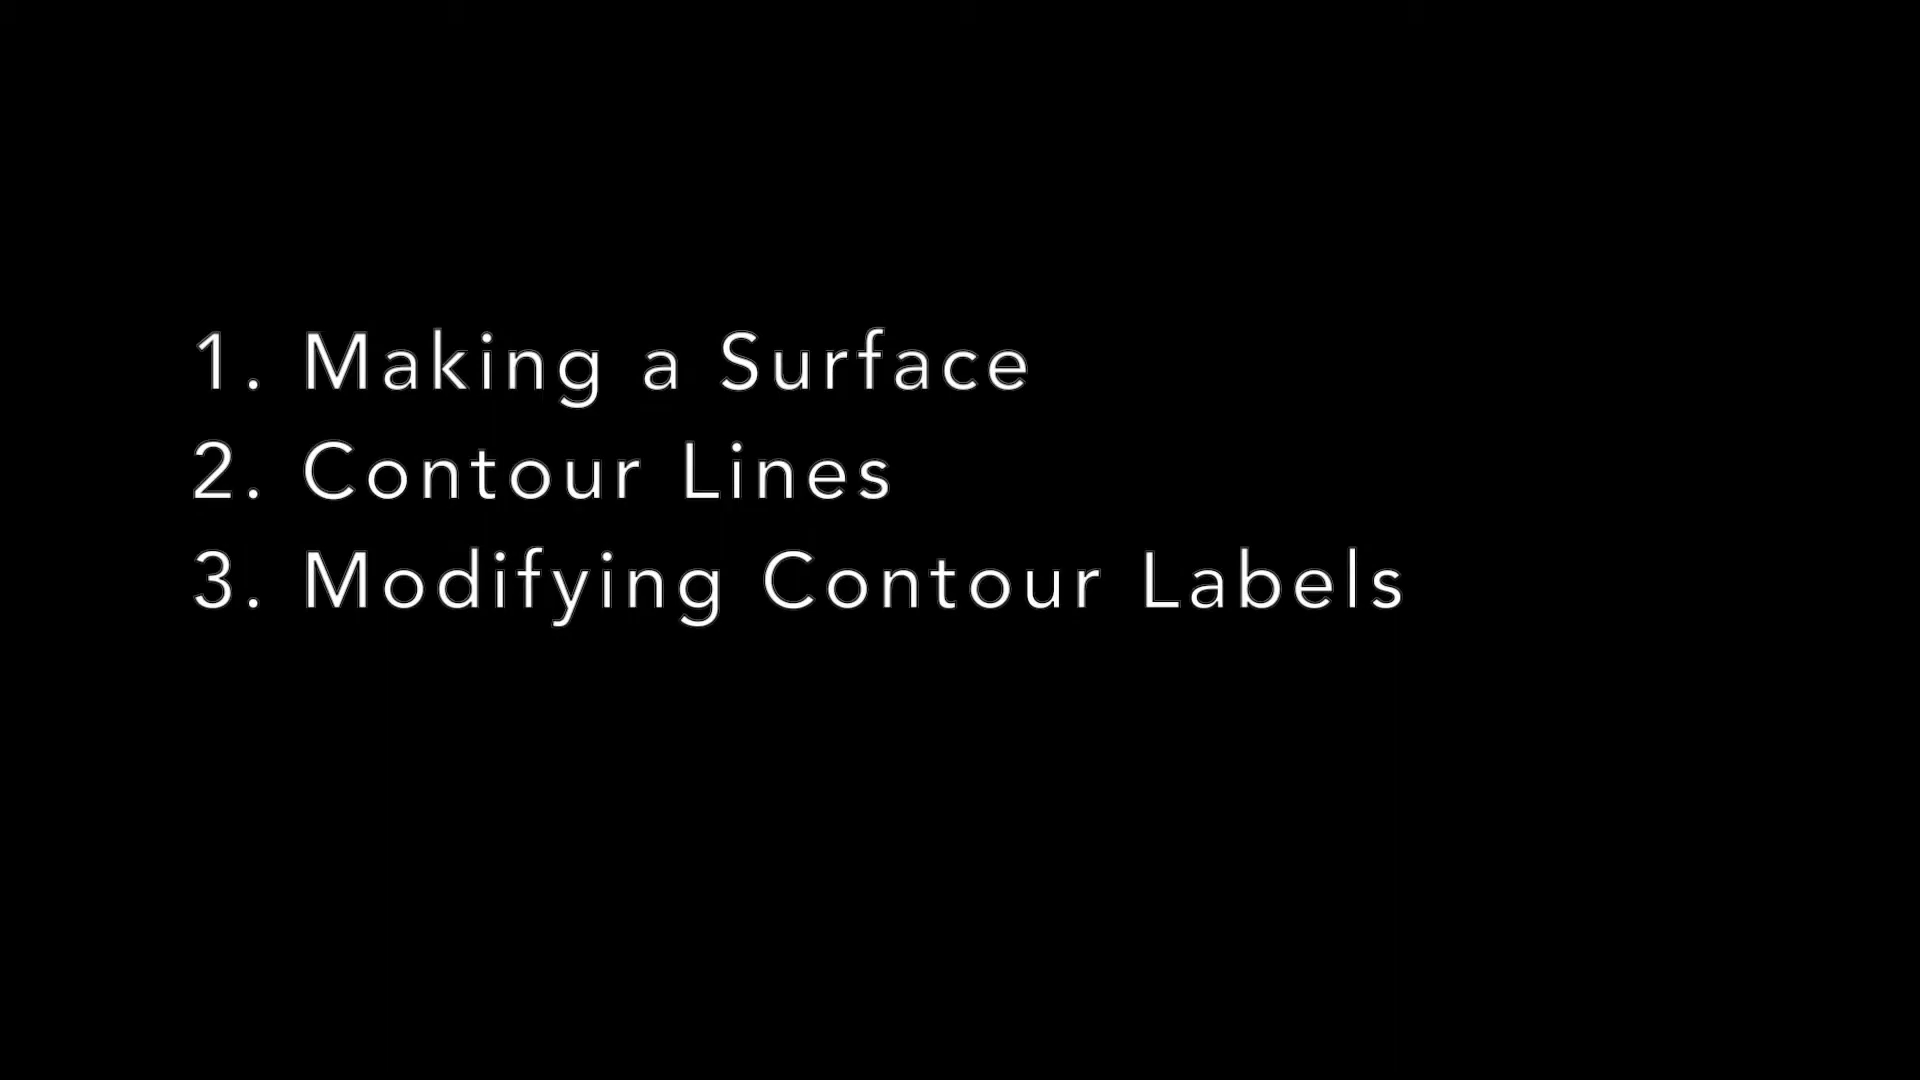 1. Making a Surface
2. Contour Lines
3. Modifying Contour Labels